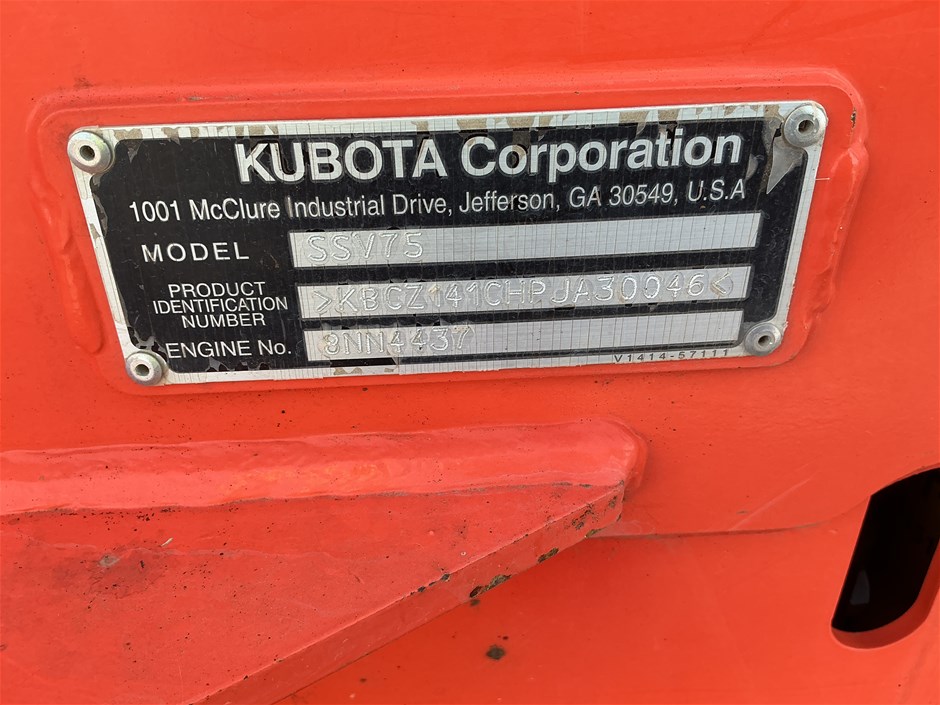 KUBOTA Corporation
1001 McClure Industrial Drive, Jefferson, GA 30549, U.S.A
MODEL SSV75
PRODUCT IDENTIFICATION NUMBER >KBCZ141CHPJA30046<
ENGINE No. 8NN4437
V1414-57111